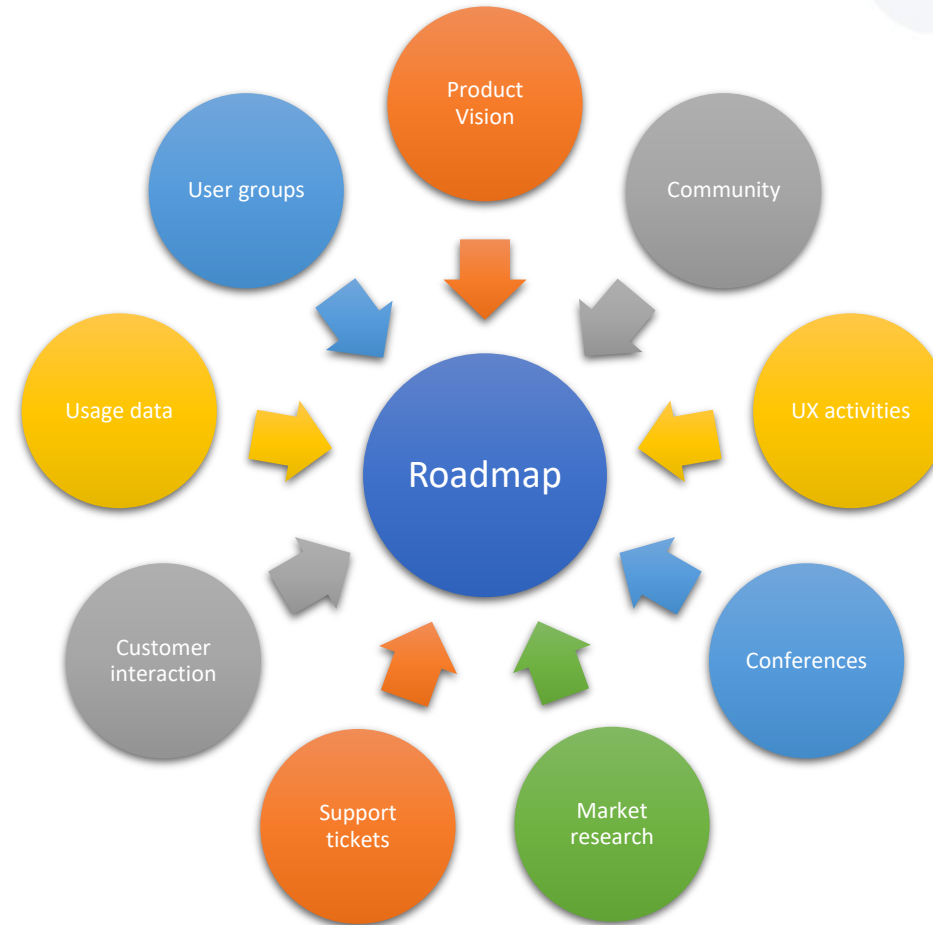 Product
Vision
User groups
Community
Usage data
UX activities
Roadmap
Customer
interaction
Conferences
Support
tickets
Market
research